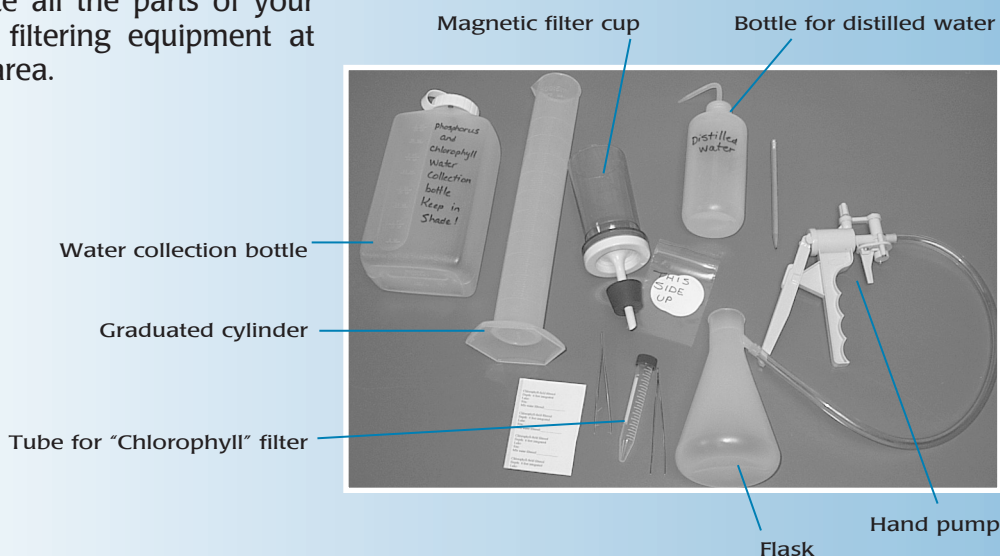 te all the parts of your
filtering equipment at
area.
Magnetic filter cup
Bottle for distilled water
phosphorus
and
chlorophyll
water
collection
bottle
Keep in
Shade!
Distilled
water
THIS
SIDE
UP
Water collection bottle
Graduated cylinder
Tube for “Chlorophyll” filter
Hand pump
Flask